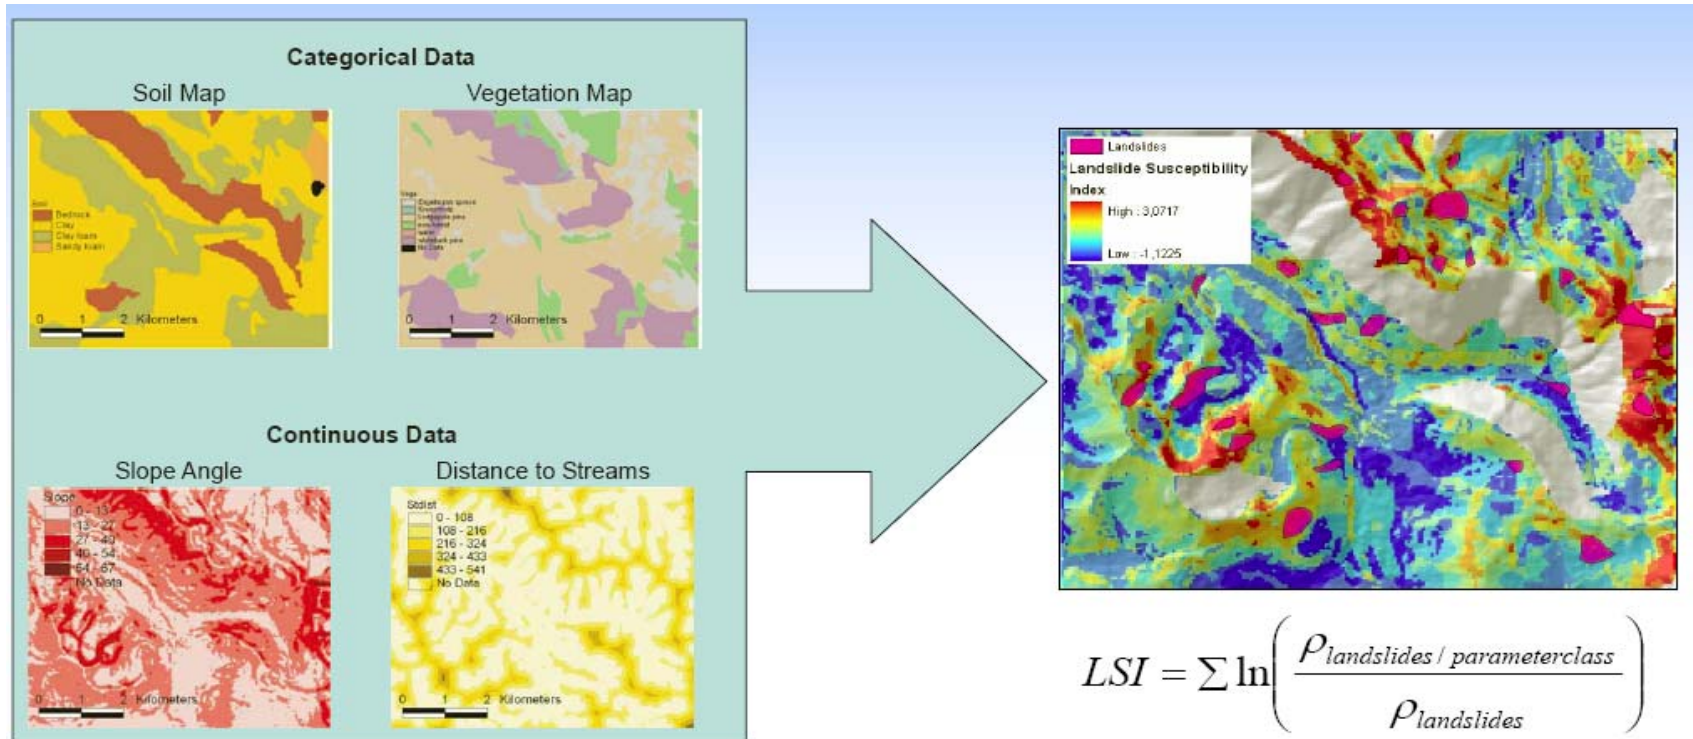 Categorical Data
Soil Map
Bedrock
Clay
Clay loam
Sandy loam
0 1 2 Kilometers
Vegetation Map
Vege
No Data
0 1 2 Kilometers
Continuous Data
Slope Angle
Slope
0 - 13
13 - 27
27 - 40
40 - 54
54 - 67
No Data
0 1 2 Kilometers
Distance to Streams
Stdist
0 - 108
108 - 216
216 - 324
324 - 433
433 - 541
No Data
0 1 2 Kilometers
Landslides
Landslide Susceptibility
Index
High : 3,0717
Low : -1,1225
LSI = ∑ ln(ρlandslides / parameterclass / ρlandslides)